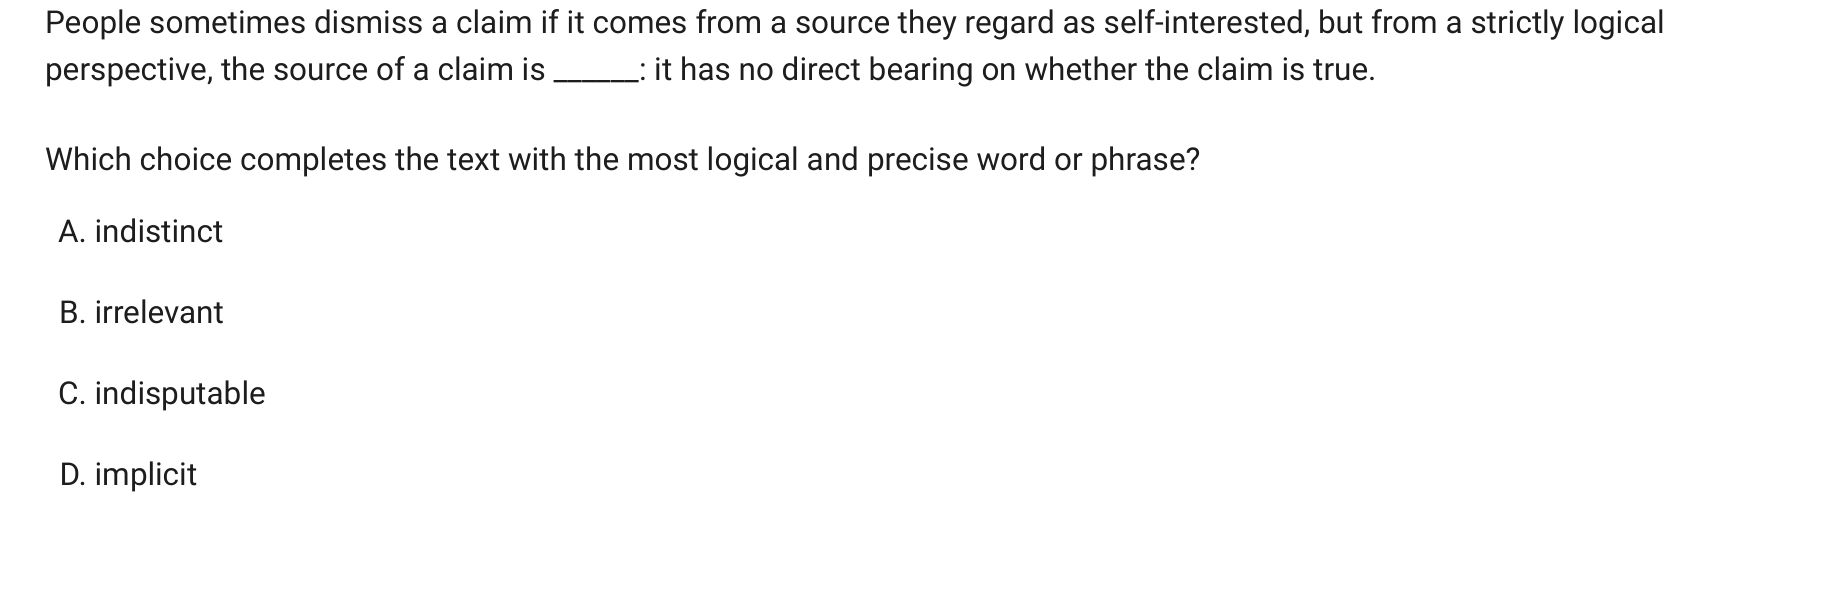 People sometimes dismiss a claim if it comes from a source they regard as self-interested, but from a strictly logical
perspective, the source of a claim is ______: it has no direct bearing on whether the claim is true.
Which choice completes the text with the most logical and precise word or phrase?
A. indistinct
B. irrelevant
C. indisputable
D. implicit